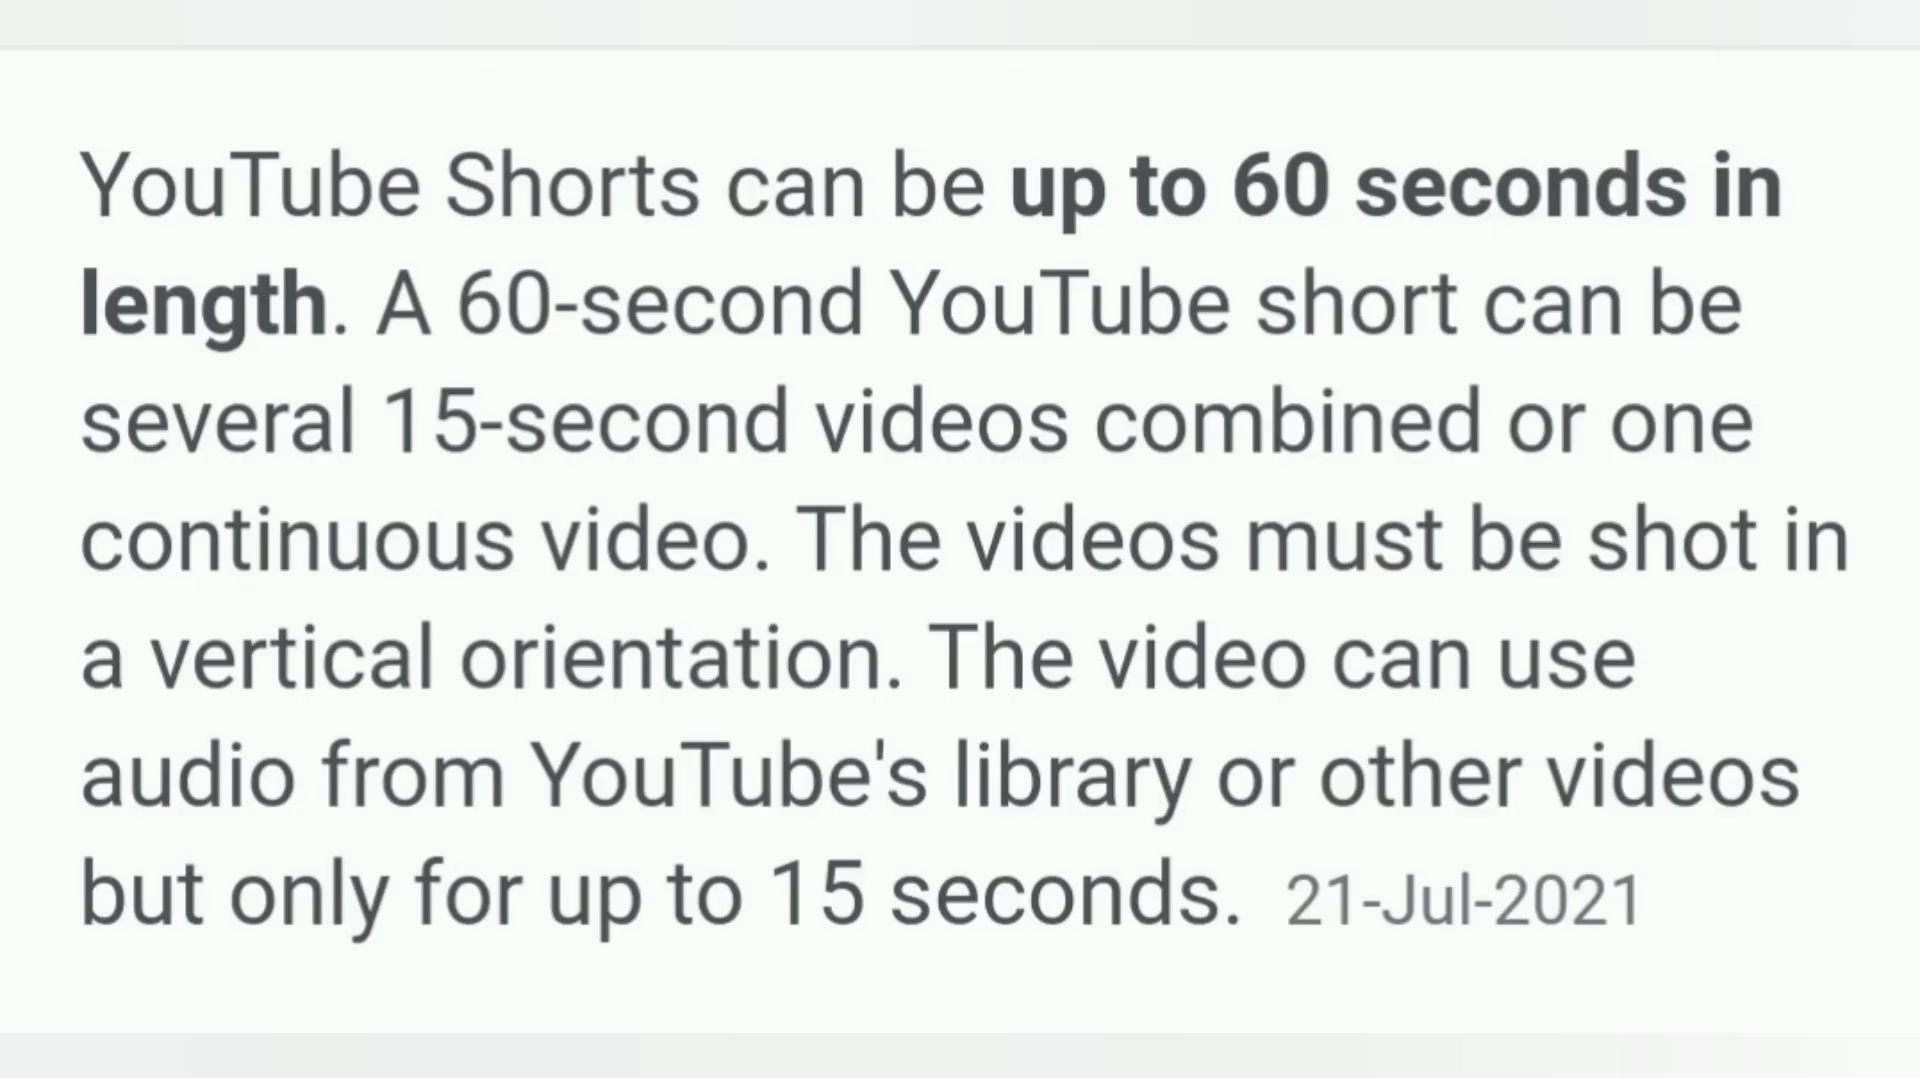 YouTube Shorts can be up to 60 seconds in
length. A 60-second YouTube short can be
several 15-second videos combined or one
continuous video. The videos must be shot in
a vertical orientation. The video can use
audio from YouTube's library or other videos
but only for up to 15 seconds. 21-Jul-2021